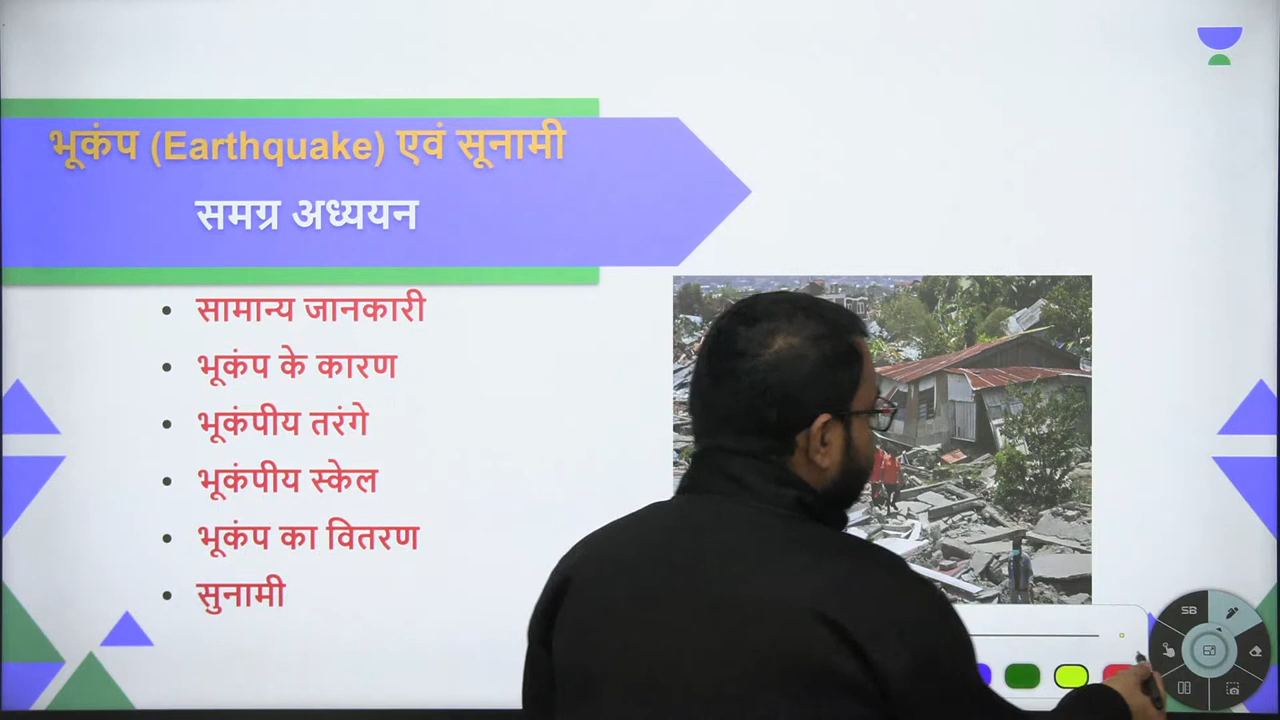 भूकंप (Earthquake) एवं सूनामी
समग्र अध्ययन
• सामान्य जानकारी
• भूकंप के कारण
• भूकंपीय तरंगे
• भूकंपीय स्केल
• भूकंप का वितरण
• सुनामी
SB